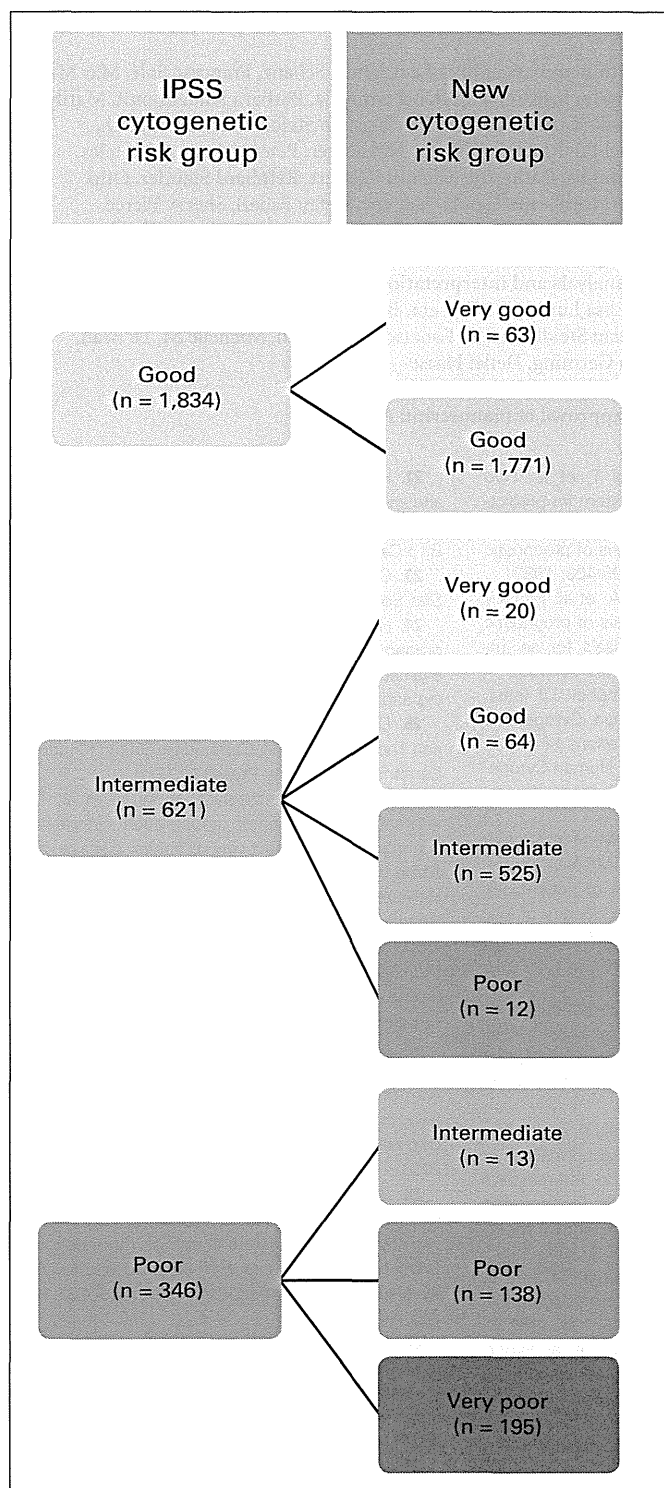 IPSS
cytogenetic
risk group
New
cytogenetic
risk group
Good
(n = 1,834)
Very good
(n = 63)
Good
(n = 1,771)
Intermediate
(n = 621)
Very good
(n = 20)
Good
(n = 64)
Intermediate
(n = 525)
Poor
(n = 12)
Poor
(n = 346)
Intermediate
(n = 13)
Poor
(n = 138)
Very poor
(n = 195)